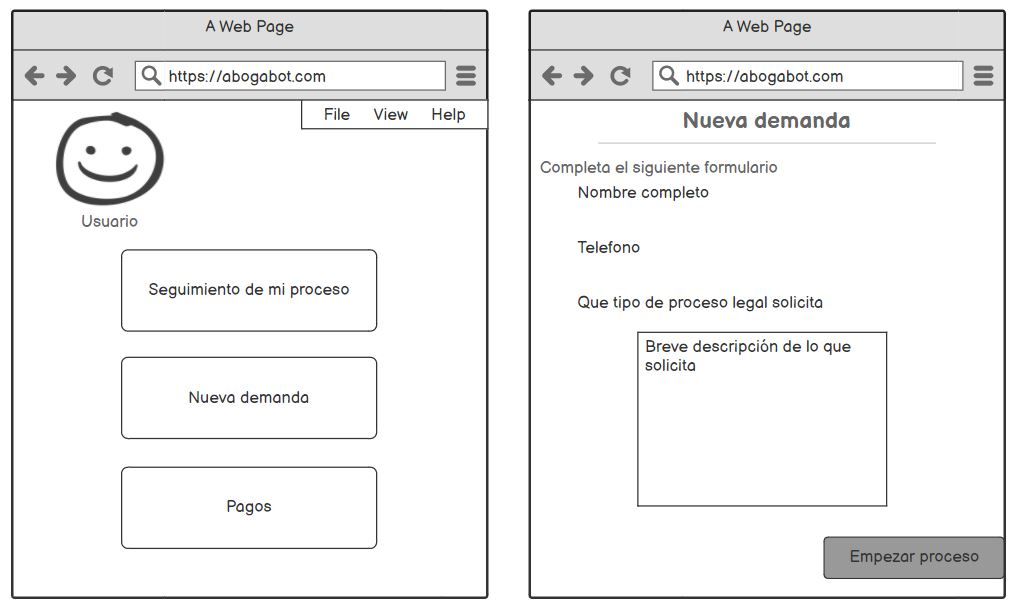 A Web Page
https://abogabot.com
File View Help
Usuario
Seguimiento de mi proceso
Nueva demanda
Pagos
A Web Page
https://abogabot.com
Nueva demanda
Completa el siguiente formulario
Nombre completo
Telefono
Que tipo de proceso legal solicita
Breve descripción de lo que
solicita
Empezar proceso